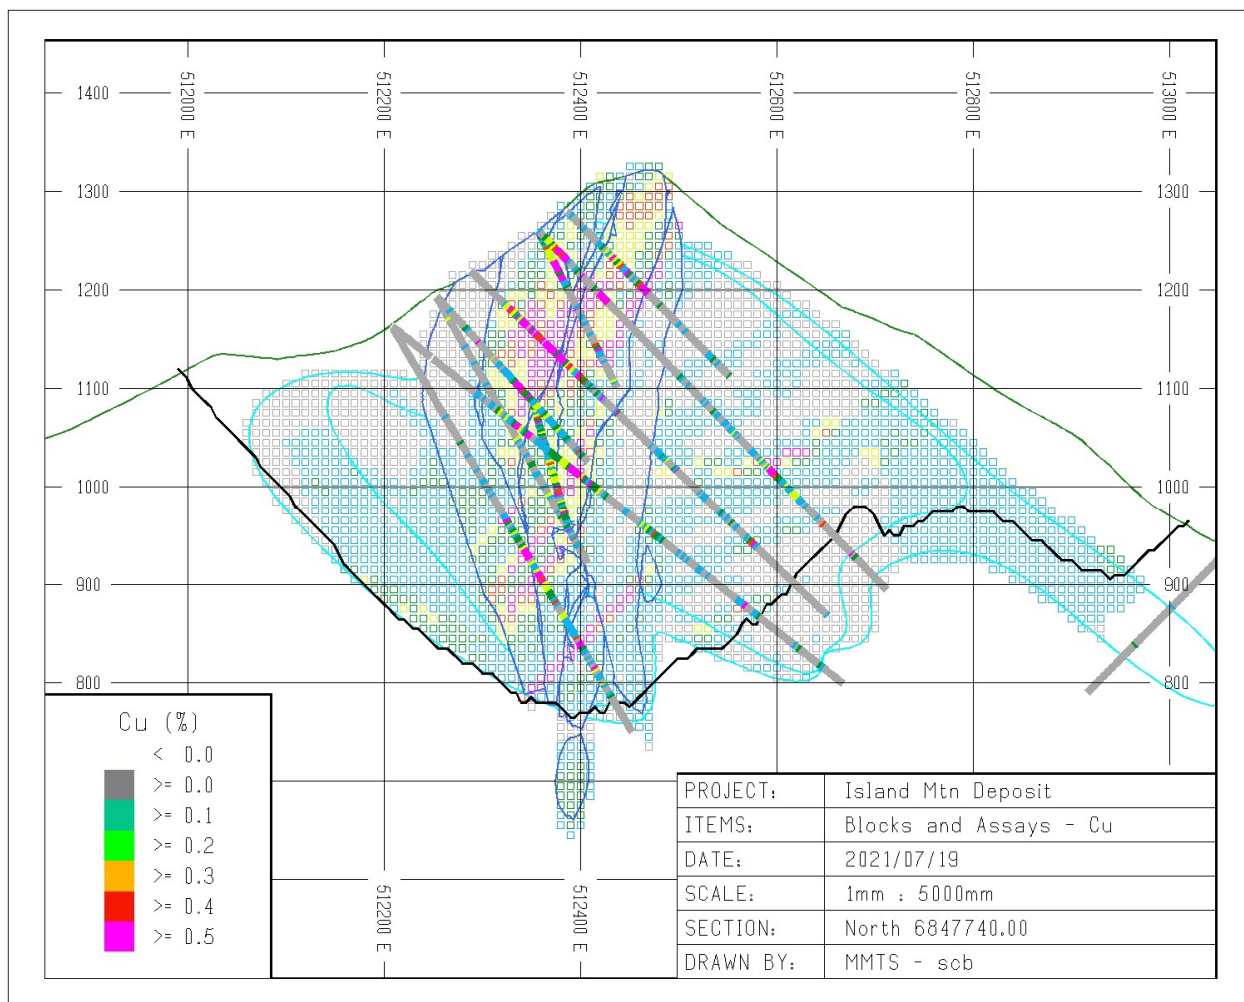 512000 E
512200 E
512400 E
512600 E
512800 E
513000 E
1400
1300
1300
1200
1200
1100
1100
1000
1000
900
900
800
800
512200 E
512400 E
Cu (%)
< 0.0
>= 0.0
>= 0.1
>= 0.2
>= 0.3
>= 0.4
>= 0.5
PROJECT: Island Mtn Deposit
ITEMS: Blocks and Assays - Cu
DATE: 2021/07/19
SCALE: 1mm : 5000mm
SECTION: North 6847740.00
DRAWN BY: MMTS - scb